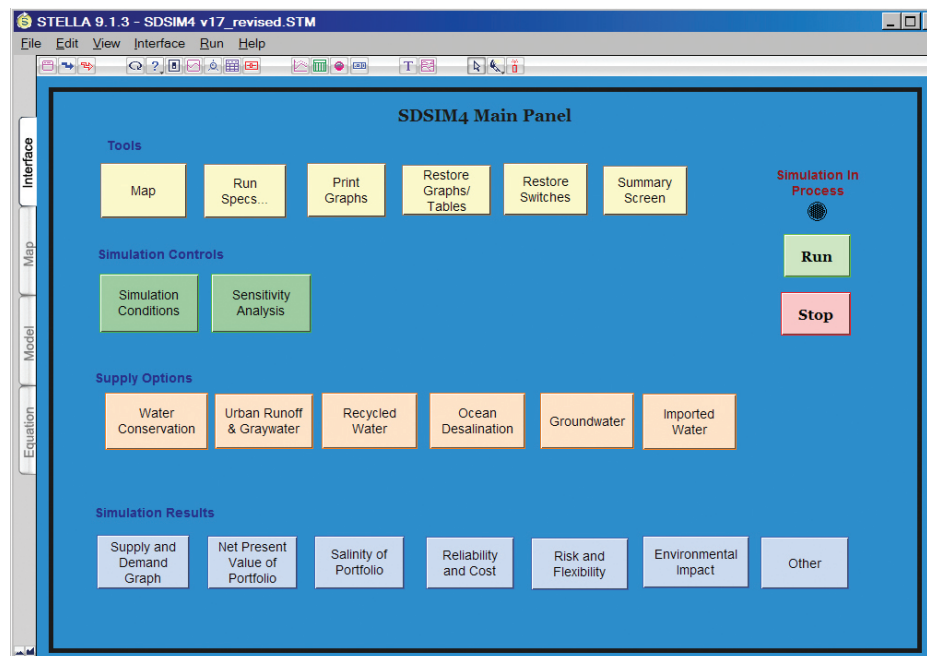 STELLA 9.1.3 - SDSIM4 v17_revised.STM
File Edit View Interface Run Help
SDSIM4 Main Panel
Tools
Map
Run
Specs...
Print
Graphs
Restore
Graphs/
Tables
Restore
Switches
Summary
Screen
Simulation In
Process
Run
Stop
Simulation Controls
Simulation
Conditions
Sensitivity
Analysis
Supply Options
Water
Conservation
Urban Runoff
& Graywater
Recycled
Water
Ocean
Desalination
Groundwater
Imported
Water
Simulation Results
Supply and
Demand
Graph
Net Present
Value of
Portfolio
Salinity of
Portfolio
Reliability
and Cost
Risk and
Flexibility
Environmental
Impact
Other
Interface
Map
Model
Equation